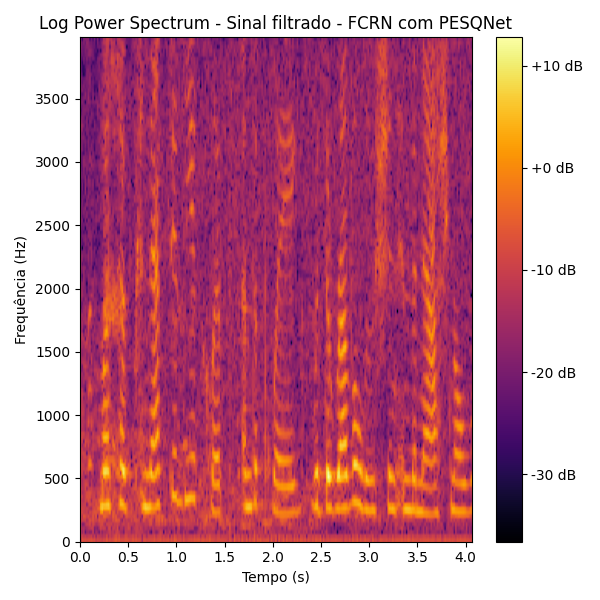 Log Power Spectrum - Sinal filtrado - FCRN com PESQNet
3500
3000
2500
2000
1500
1000
500
0
Frequência (Hz)
0.0 0.5 1.0 1.5 2.0 2.5 3.0 3.5 4.0
Tempo (s)
+10 dB
+0 dB
-10 dB
-20 dB
-30 dB